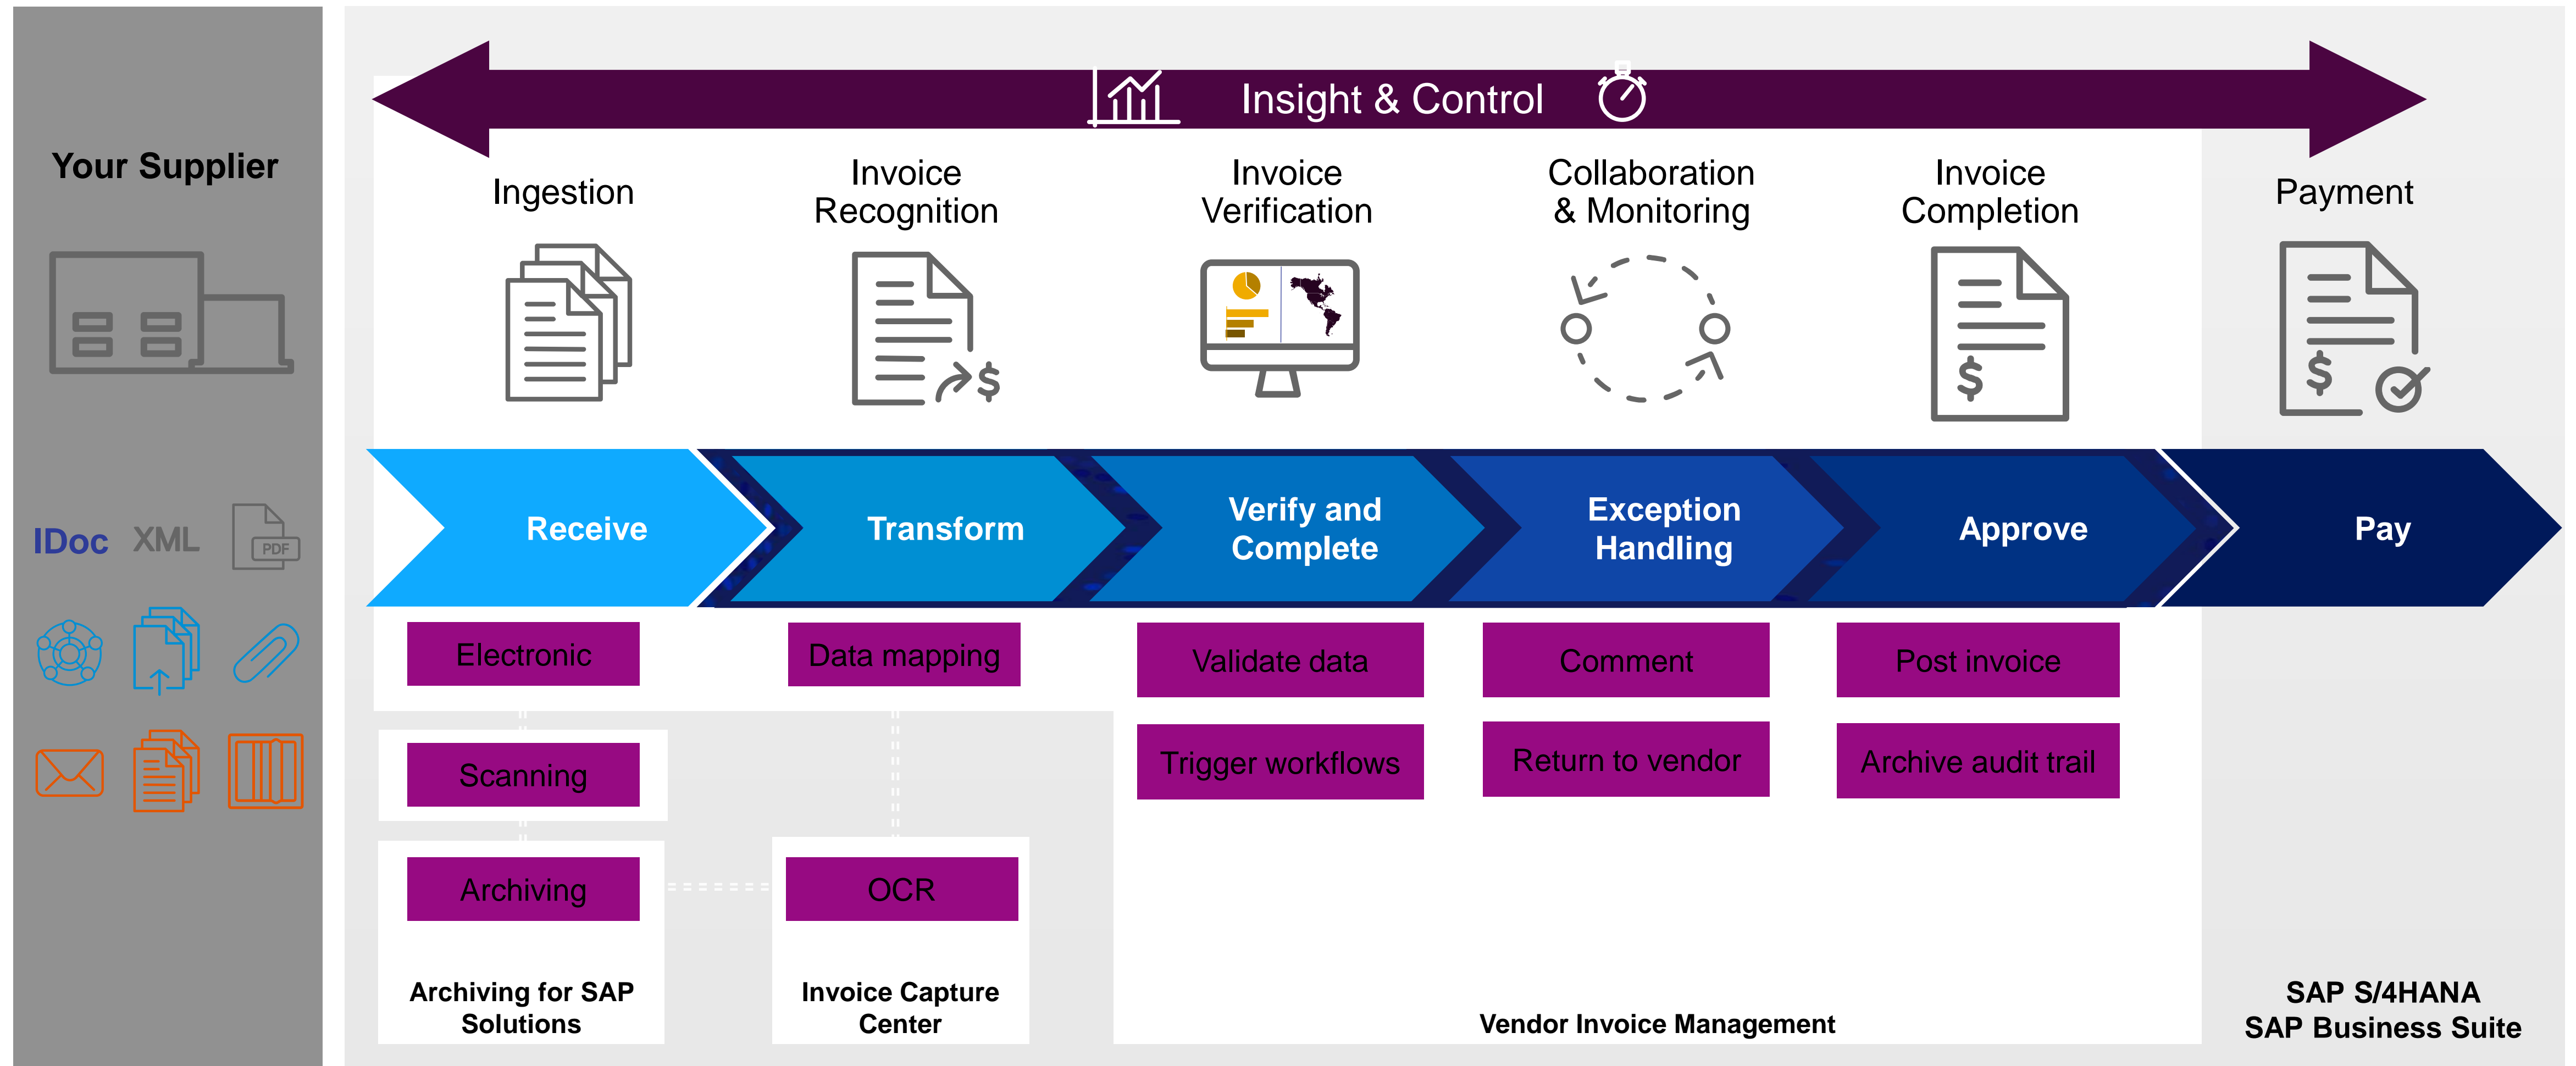 Insight & Control
Your Supplier
Ingestion
Invoice
Recognition
Invoice
Verification
Collaboration
& Monitoring
Invoice
Completion
Payment
$
$
$
IDoc
XML
PDF
Receive
Transform
Verify and
Complete
Exception
Handling
Approve
Pay
Electronic
Data mapping
Validate data
Comment
Post invoice
Scanning
Trigger workflows
Return to vendor
Archive audit trail
Archiving
OCR
Archiving for SAP
Solutions
Invoice Capture
Center
Vendor Invoice Management
SAP S/4HANA
SAP Business Suite